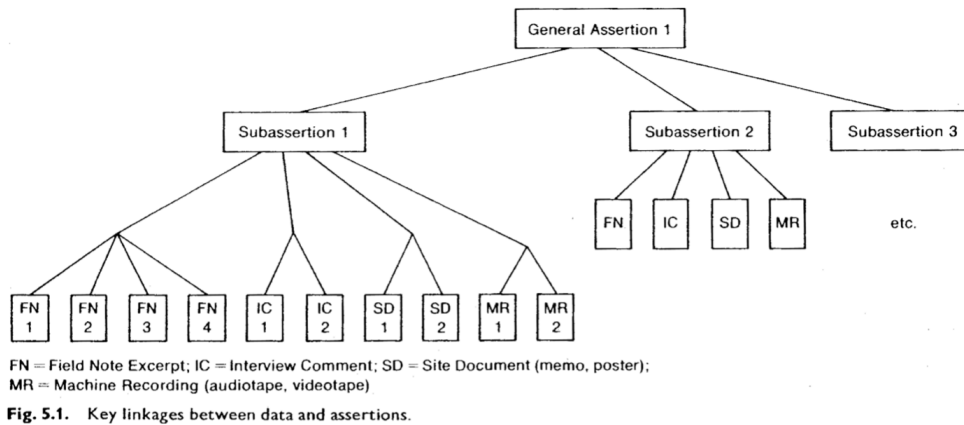 General Assertion 1
Subassertion 1
Subassertion 2
Subassertion 3
FN
IC
SD
MR
etc.
FN
1
FN
2
FN
3
FN
4
IC
1
IC
2
SD
1
SD
2
MR
1
MR
2
FN = Field Note Excerpt; IC = Interview Comment; SD = Site Document (memo, poster);
MR = Machine Recording (audiotape, videotape)
Fig. 5.1. Key linkages between data and assertions.